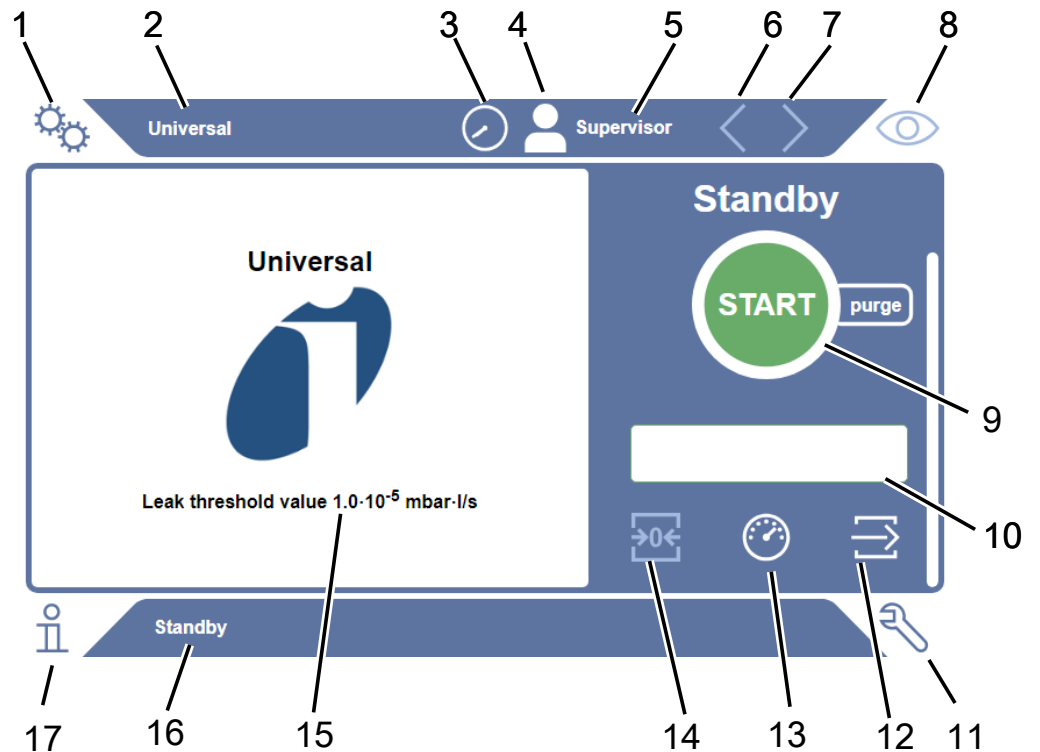 1 2 3 4 5 6 7 8
Universal Supervisor
Standby
Universal
START purge
9
Leak threshold value 1.0·10⁻⁵ mbar·l/s
10
→0←
Standby
17 16 15 14 13 12 11